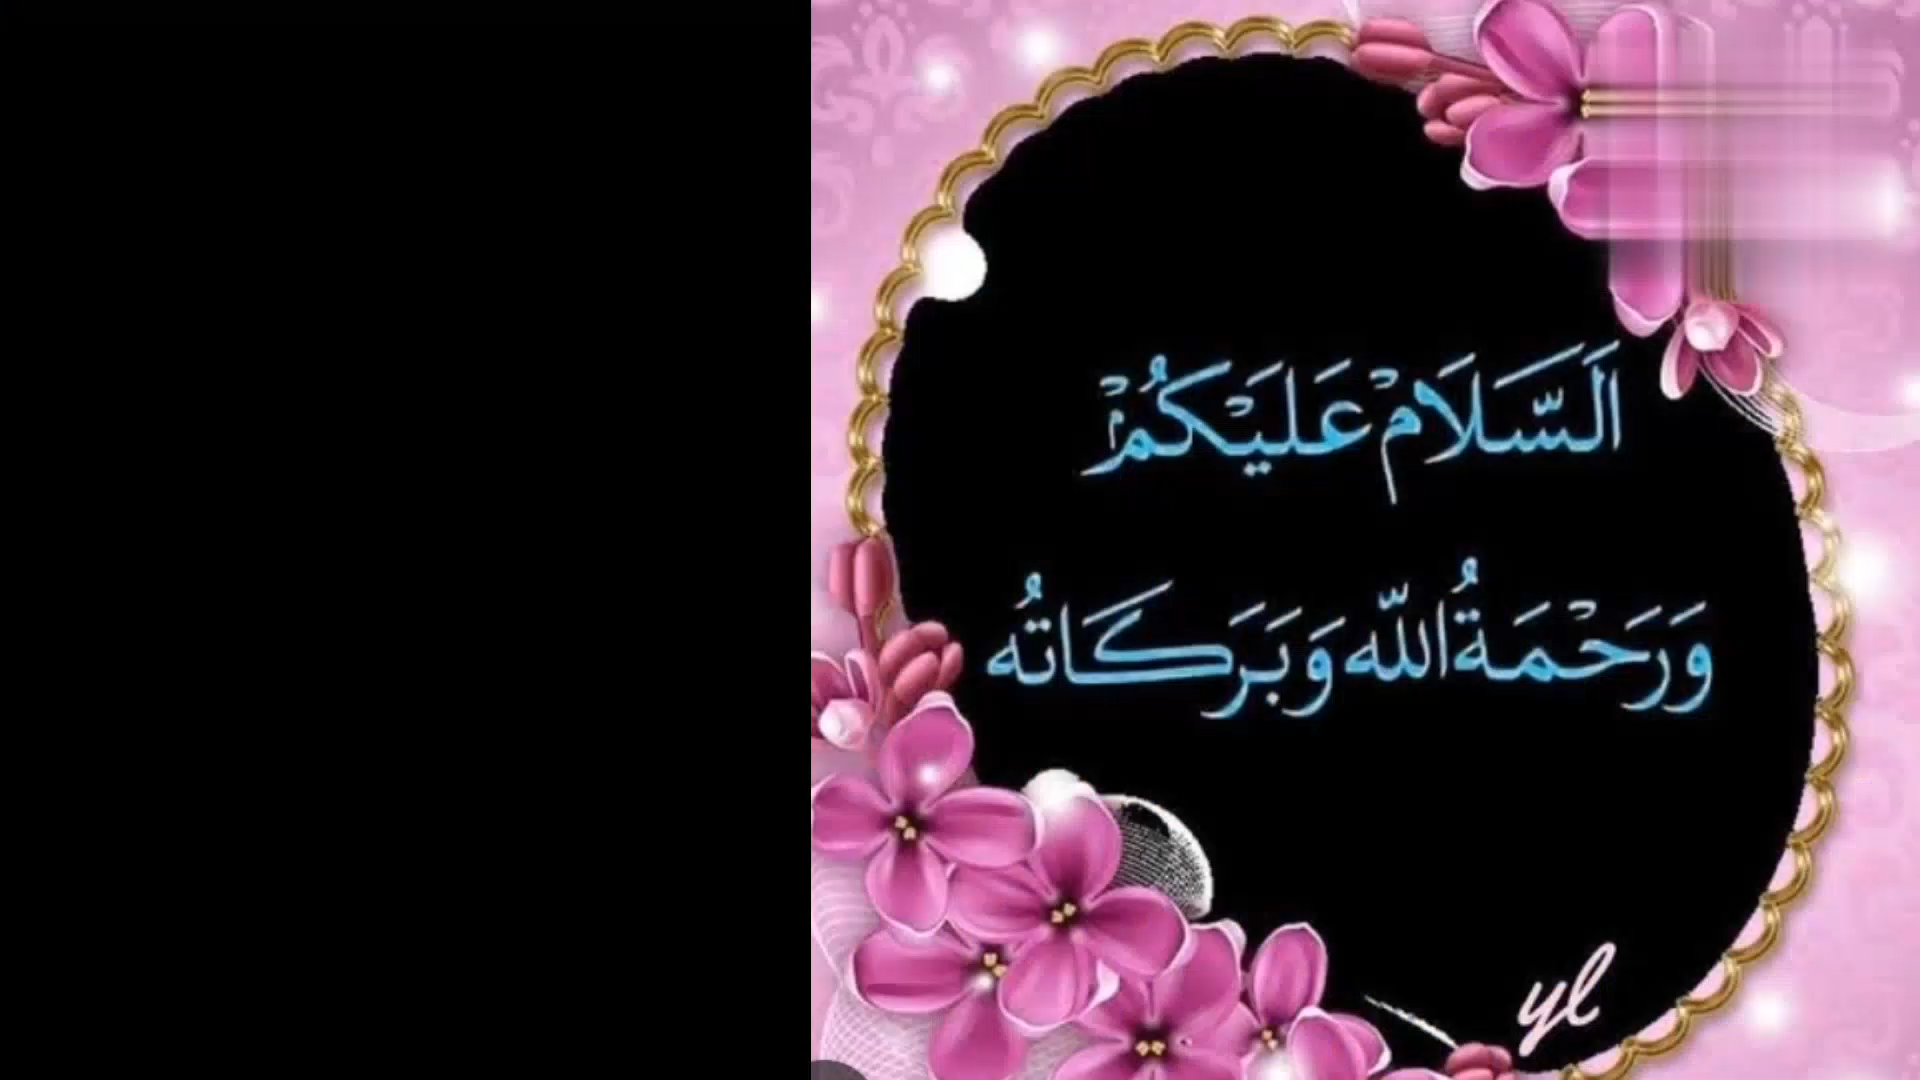 اَلسَّلَامْ عَلَيْكُمْ
وَرَحْمَةُ اللّه وَبَرَكَاتُه
yl